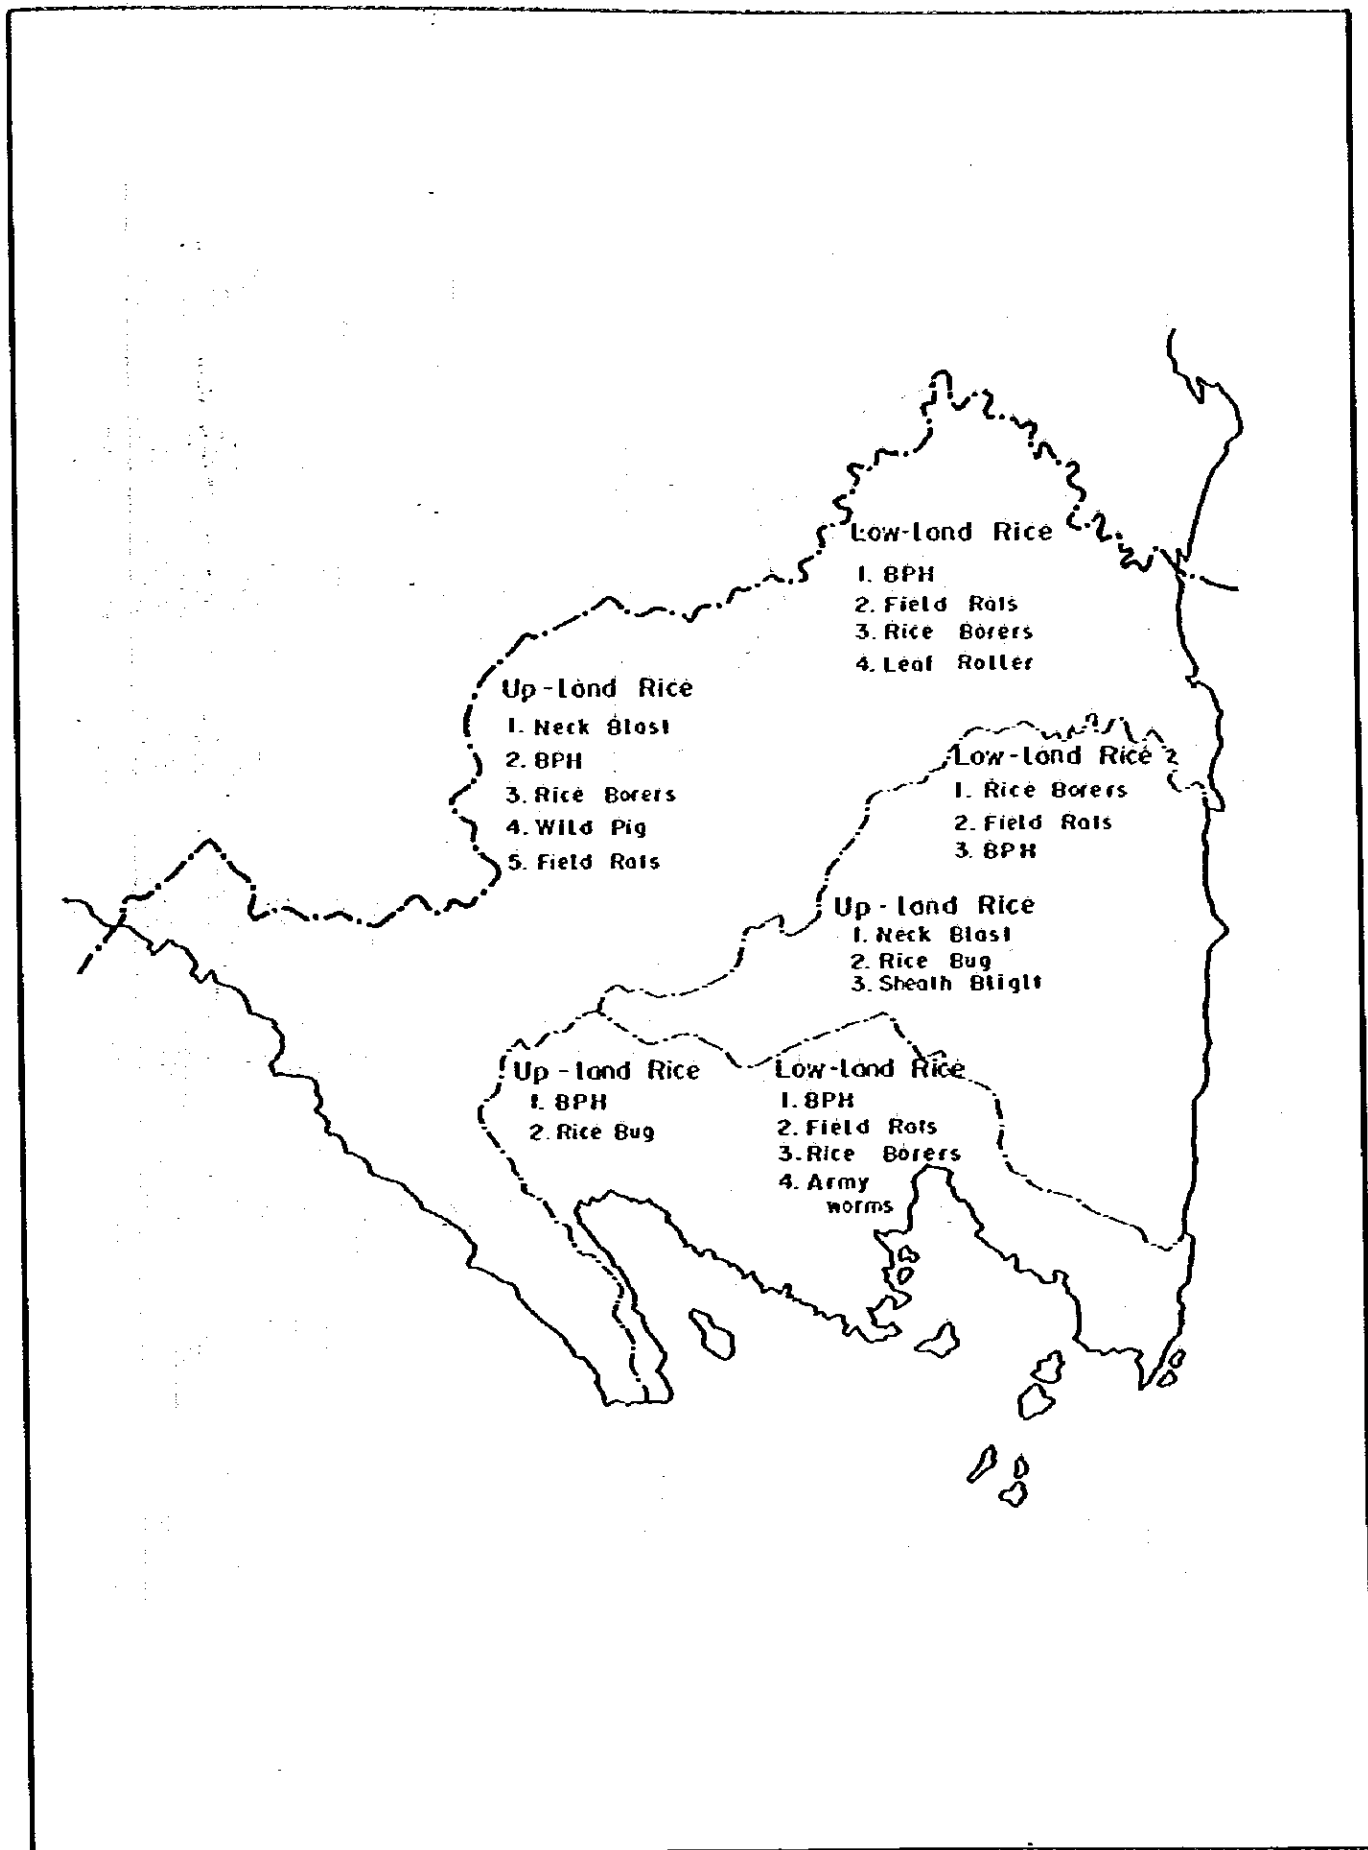 Low-land Rice
1. BPH
2. Field Rats
3. Rice Borers
4. Leaf Roller
Up-land Rice
1. Neck Blast
2. BPH
3. Rice Borers
4. Wild Pig
5. Field Rats
Low-land Rice
1. Rice Borers
2. Field Rats
3. BPH
Up-land Rice
1. Neck Blast
2. Rice Bug
3. Sheath Bliglt
Up-land Rice
1. BPH
2. Rice Bug
Low-land Rice
1. BPH
2. Field Rats
3. Rice Borers
4. Army
worms